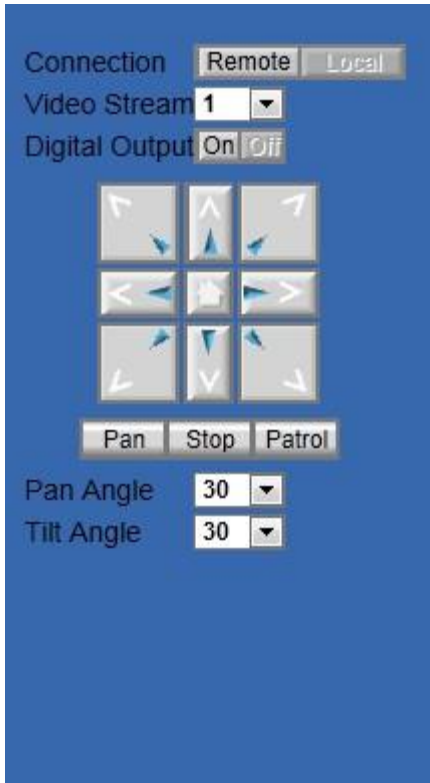 Connection Remote Local
Video Stream 1
Digital Output On Off
Pan Stop Patrol
Pan Angle 30
Tilt Angle 30